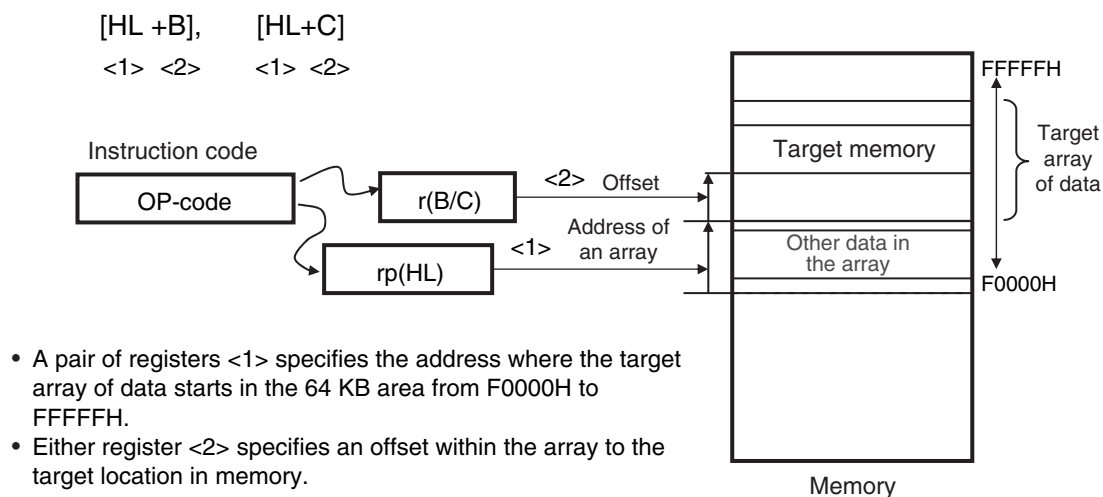 [HL +B], [HL+C]
<1> <2> <1> <2>
Instruction code
OP-code
r(B/C)
<2> Offset
rp(HL)
<1>
Address of
an array
FFFFFH
Target memory
Target
array
of data
Other data in
the array
F0000H
Memory
• A pair of registers <1> specifies the address where the target
array of data starts in the 64 KB area from F0000H to
FFFFFH.
• Either register <2> specifies an offset within the array to the
target location in memory.